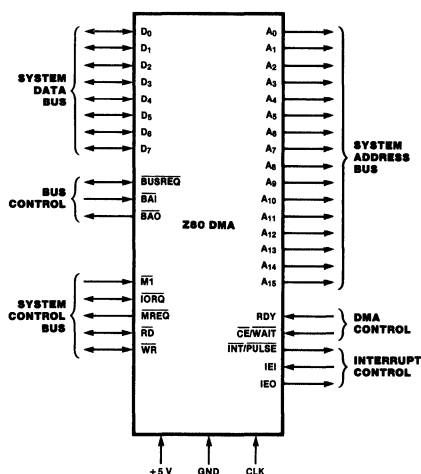 SYSTEM
DATA
BUS
D0
D1
D2
D3
D4
D5
D6
D7
BUS
CONTROL
BUSREQ
BAI
BAO
SYSTEM
CONTROL
BUS
M1
IORQ
MREQ
RD
WR
Z80 DMA
A0
A1
A2
A3
A4
A5
A6
A7
A8
A9
A10
A11
A12
A13
A14
A15
SYSTEM
ADDRESS
BUS
RDY
CE/WAIT
DMA
CONTROL
INT/PULSE
IEI
IEO
INTERRUPT
CONTROL
+5 V
GND
CLK